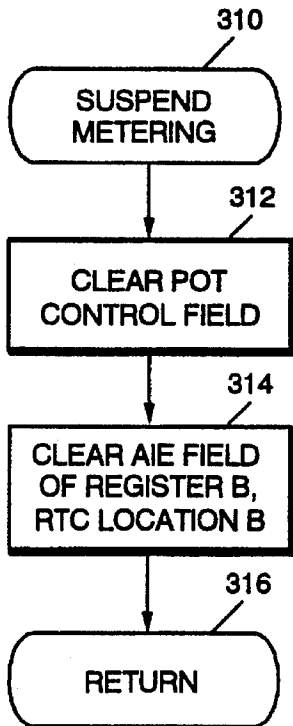 310
SUSPEND
METERING
312
CLEAR POT
CONTROL FIELD
314
CLEAR AIE FIELD
OF REGISTER B,
RTC LOCATION B
316
RETURN